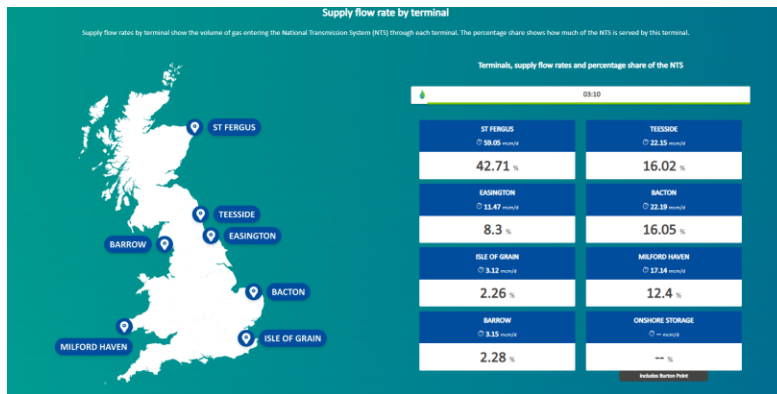 Supply flow rate by terminal
Supply flow rates by terminal show the volume of gas entering the National Transmission System (NTS) through each terminal. The percentage share shows how much of the NTS is served by this terminal.
Terminals, supply flow rates and percentage share of the NTS
03:10
ST FERGUS
TEESSIDE
EASINGTON
BARROW
BACTON
MILFORD HAVEN
ISLE OF GRAIN
ST FERGUS
59.05 mcm/d
42.71 %
TEESSIDE
22.15 mcm/d
16.02 %
EASINGTON
11.47 mcm/d
8.3 %
BACTON
22.19 mcm/d
16.05 %
ISLE OF GRAIN
3.12 mcm/d
2.26 %
MILFORD HAVEN
17.14 mcm/d
12.4 %
BARROW
3.15 mcm/d
2.28 %
ONSHORE STORAGE
-- mcm/d
-- %
Includes Barton Point